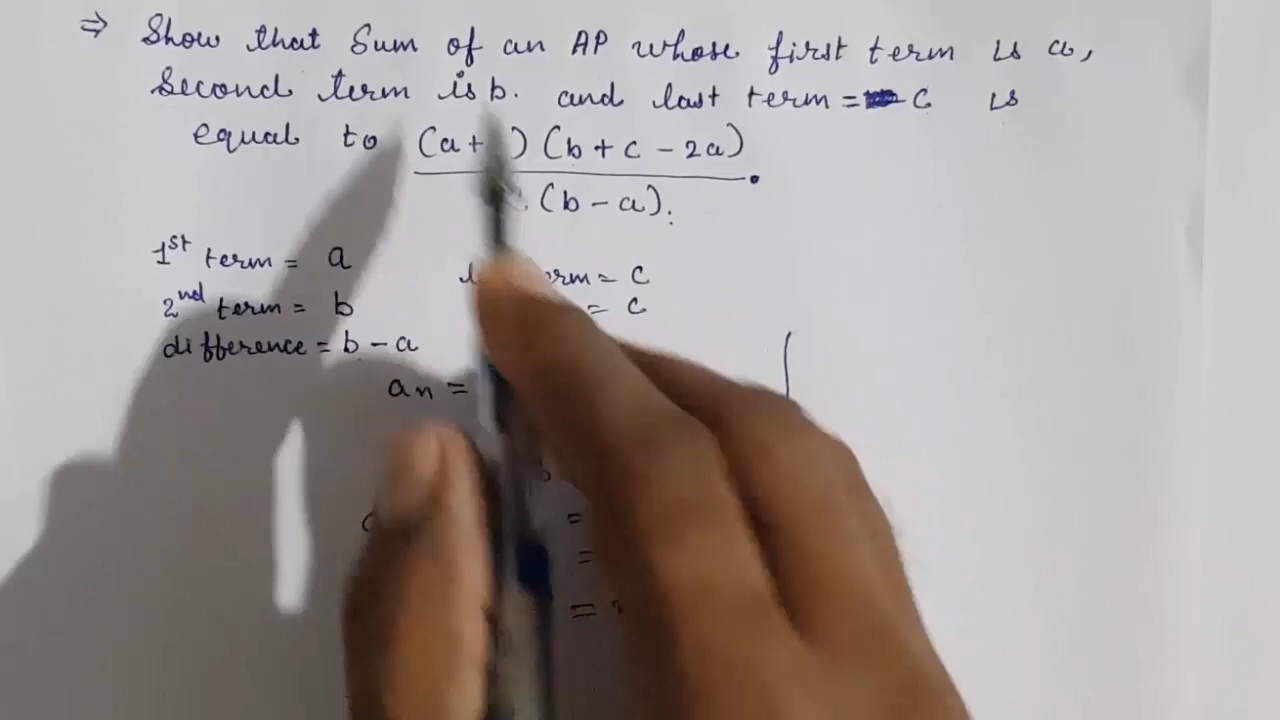 ⇒ Show that Sum of an AP whose first term is a,
Second term is b. and last term = c is
equal to (a+ ) (b + c - 2a)
(b - a).
1st term = a
term = c
2nd term = b
= c
difference = b - a
an =
=
=
=